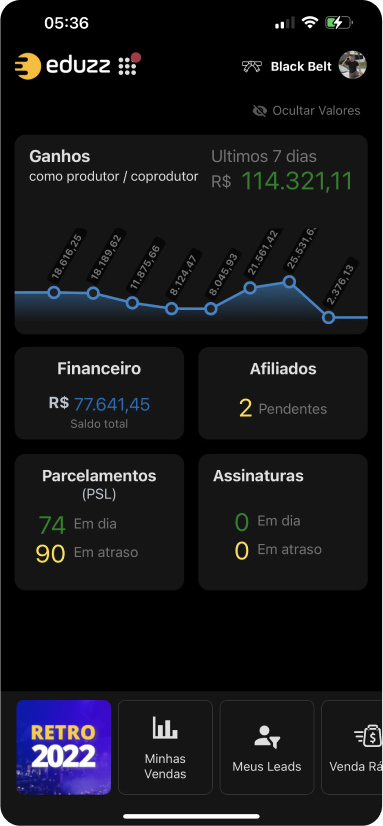 05:36
eduzz
Black Belt
Ocultar Valores
Ganhos
como produtor / coprodutor
Ultimos 7 dias
R$ 114.321,11
18.616,25
18.189,62
11.875,66
8.124,47
8.045,93
21.561,42
25.531,6
2.376,13
Financeiro
R$ 77.641,45
Saldo total
Afiliados
2 Pendentes
Parcelamentos
(PSL)
74 Em dia
90 Em atraso
Assinaturas
0 Em dia
0 Em atraso
RETRO
2022
Minhas
Vendas
Meus Leads
Venda Rá